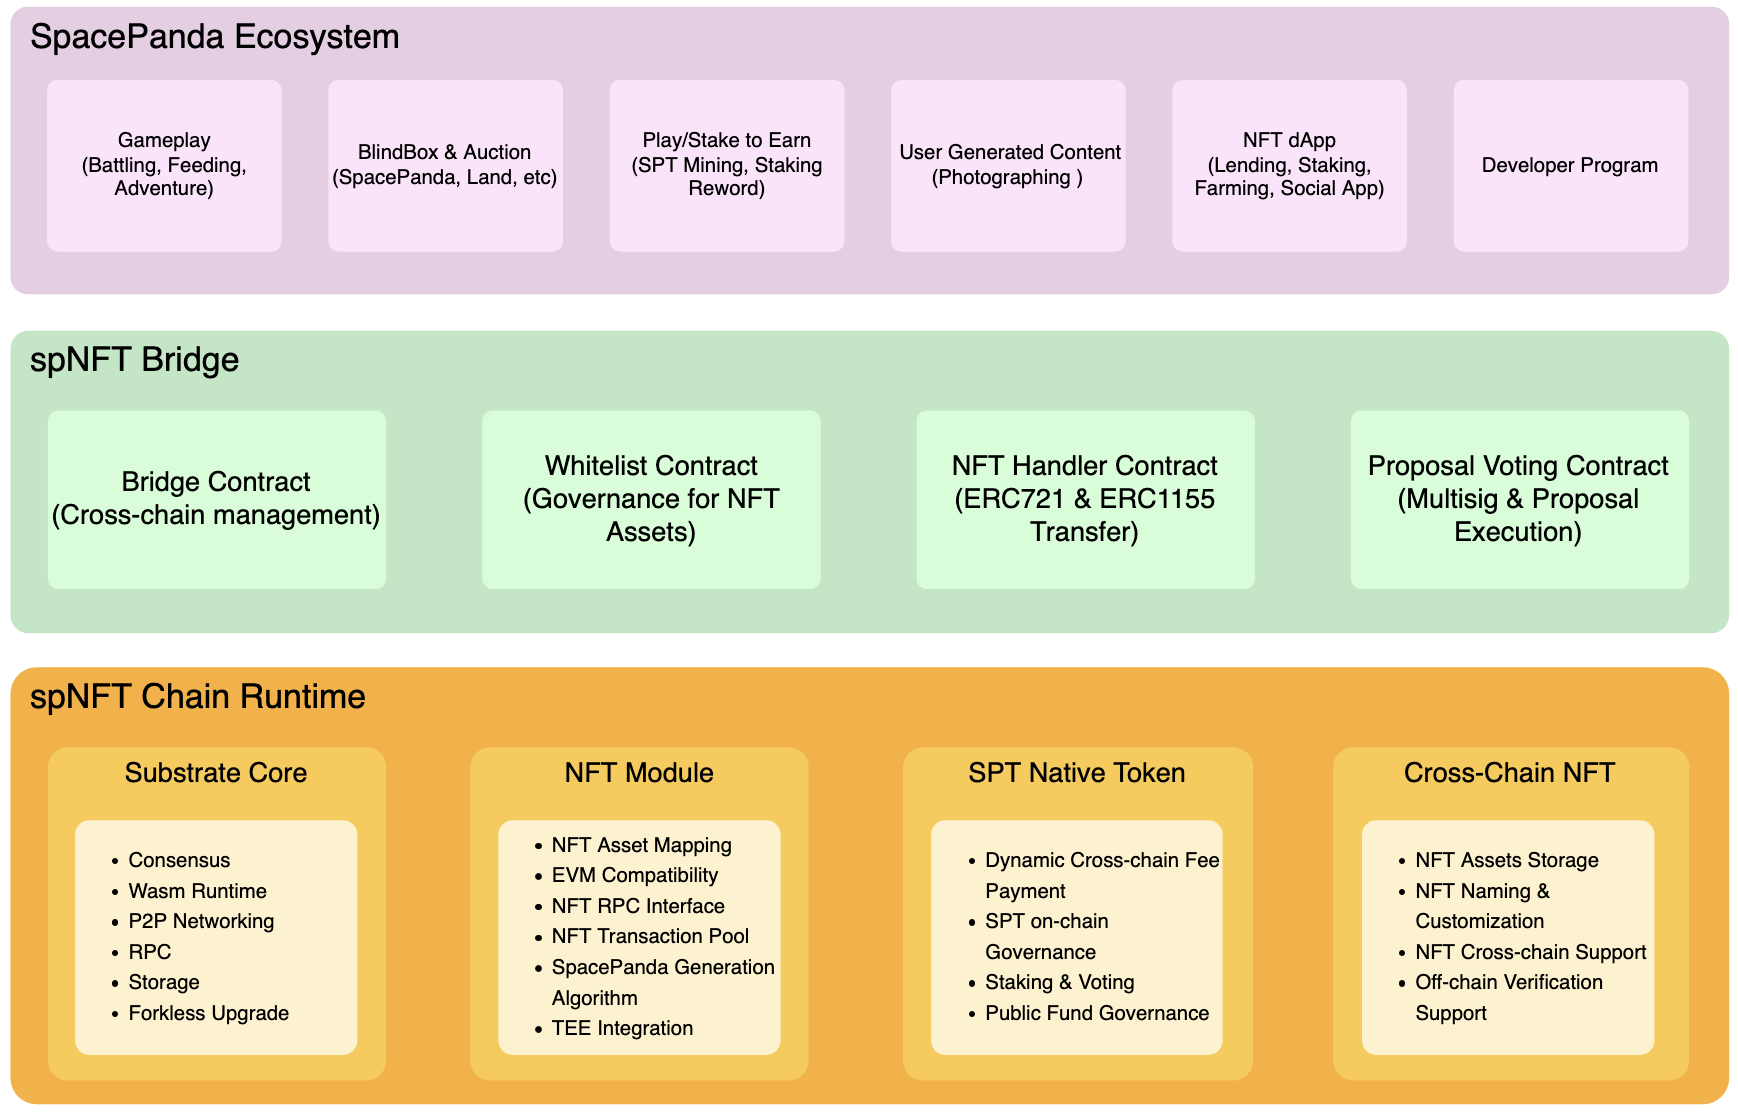 SpacePanda Ecosystem
Gameplay
(Battling, Feeding,
Adventure)
BlindBox & Auction
(SpacePanda, Land, etc)
Play/Stake to Earn
(SPT Mining, Staking
Reword)
User Generated Content
(Photographing )
NFT dApp
(Lending, Staking,
Farming, Social App)
Developer Program
spNFT Bridge
Bridge Contract
(Cross-chain management)
Whitelist Contract
(Governance for NFT
Assets)
NFT Handler Contract
(ERC721 & ERC1155
Transfer)
Proposal Voting Contract
(Multisig & Proposal
Execution)
spNFT Chain Runtime
Substrate Core
• Consensus
• Wasm Runtime
• P2P Networking
• RPC
• Storage
• Forkless Upgrade
NFT Module
• NFT Asset Mapping
• EVM Compatibility
• NFT RPC Interface
• NFT Transaction Pool
• SpacePanda Generation
Algorithm
• TEE Integration
SPT Native Token
• Dynamic Cross-chain Fee
Payment
• SPT on-chain
Governance
• Staking & Voting
• Public Fund Governance
Cross-Chain NFT
• NFT Assets Storage
• NFT Naming &
Customization
• NFT Cross-chain Support
• Off-chain Verification
Support